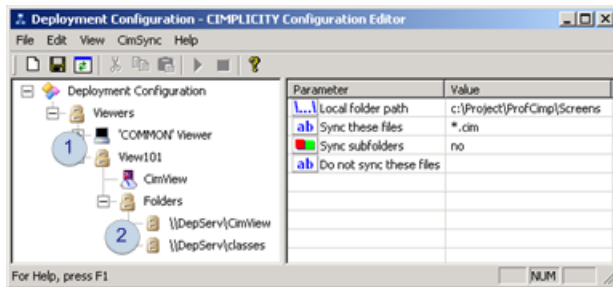 Deployment Configuration - CIMPLICITY Configuration Editor
File Edit View CimSync Help
Deployment Configuration
Viewers
'COMMON' Viewer
1
View101
CimView
Folders
\\DepServ\CimView
2
\\DepServ\classes
Parameter Value
\...\ Local folder path c:\Project\ProfCimp\Screens
ab Sync these files *.cim
Sync subfolders no
ab Do not sync these files
For Help, press F1 NUM